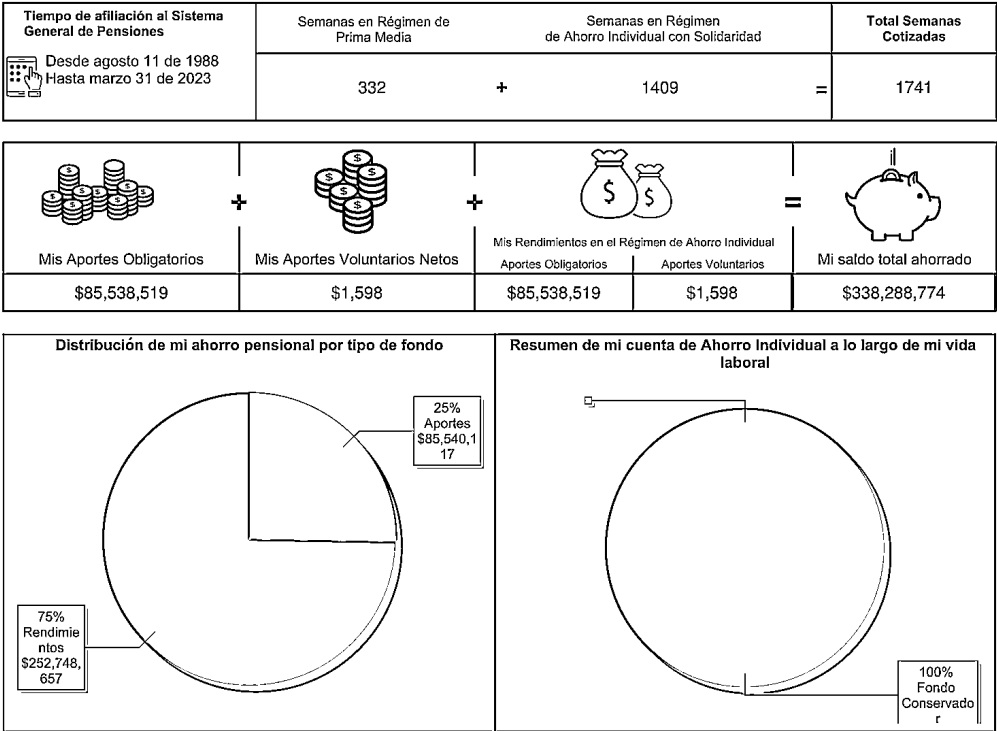 Tiempo de afiliación al Sistema
General de Pensiones
Desde agosto 11 de 1988
Hasta marzo 31 de 2023
Semanas en Régimen de
Prima Media
Semanas en Régimen
de Ahorro Individual con Solidaridad
Total Semanas
Cotizadas
332 + 1409 = 1741
+ + =
Mis Aportes Obligatorios
Mis Aportes Voluntarios Netos
Mis Rendimientos en el Régimen de Ahorro Individual
Aportes Obligatorios
Aportes Voluntarios
Mi saldo total ahorrado
$85,538,519 $1,598 $85,538,519 $1,598 $338,288,774
Distribución de mi ahorro pensional por tipo de fondo
25%
Aportes
$85,540,1
17
75%
Rendimie
ntos
$252,748,
657
Resumen de mi cuenta de Ahorro Individual a lo largo de mi vida
laboral
100%
Fondo
Conservado
r